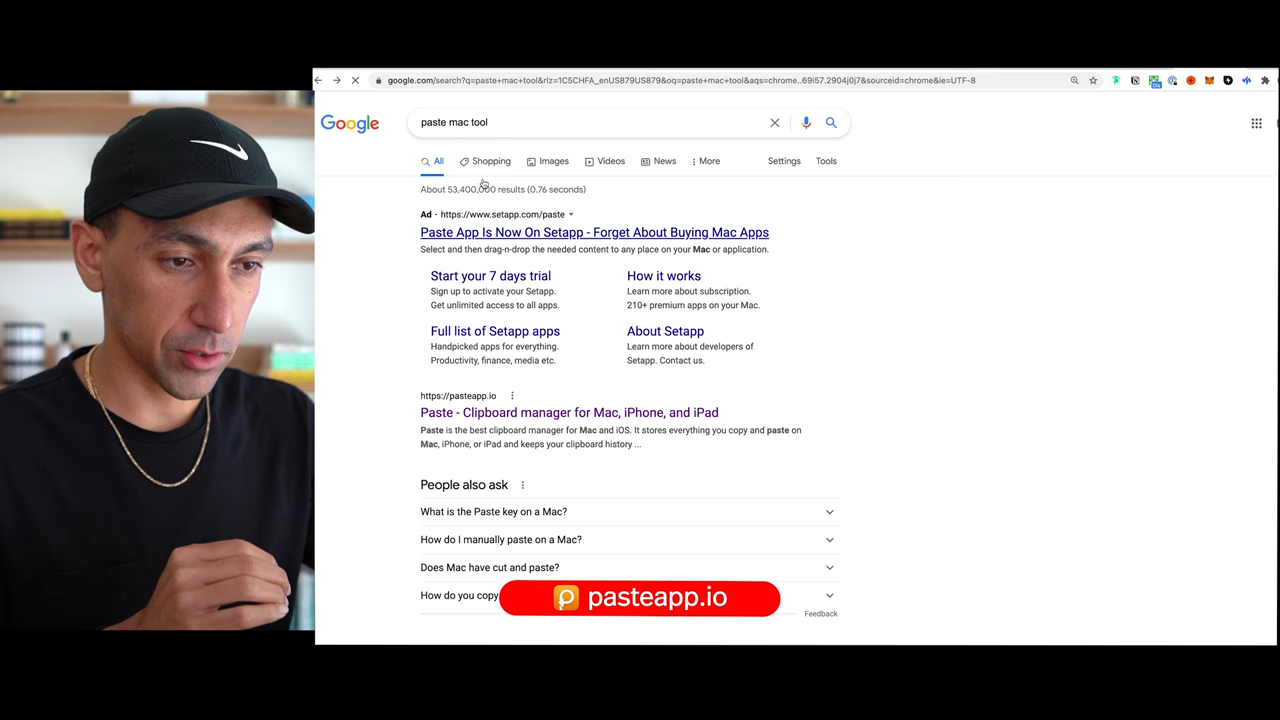 google.com/search?q=paste+mac+tool&rlz=1C5CHFA_enUS879US879&oq=paste+mac+tool&aqs=chrome..69i57.2904j0j7&sourceid=chrome&ie=UTF-8
Google
paste mac tool
All
Shopping
Images
Videos
News
More
Settings
Tools
About 53,400,000 results (0.76 seconds)
Ad · https://www.setapp.com/paste
Paste App Is Now On Setapp - Forget About Buying Mac Apps
Select and then drag-n-drop the needed content to any place on your Mac or application.
Start your 7 days trial
Sign up to activate your Setapp.
Get unlimited access to all apps.
How it works
Learn more about subscription.
210+ premium apps on your Mac.
Full list of Setapp apps
Handpicked apps for everything.
Productivity, finance, media etc.
About Setapp
Learn more about developers of
Setapp. Contact us.
https://pasteapp.io
Paste - Clipboard manager for Mac, iPhone, and iPad
Paste is the best clipboard manager for Mac and iOS. It stores everything you copy and paste on
Mac, iPhone, or iPad and keeps your clipboard history ...
People also ask
What is the Paste key on a Mac?
How do I manually paste on a Mac?
Does Mac have cut and paste?
How do you copy
pasteapp.io
Feedback